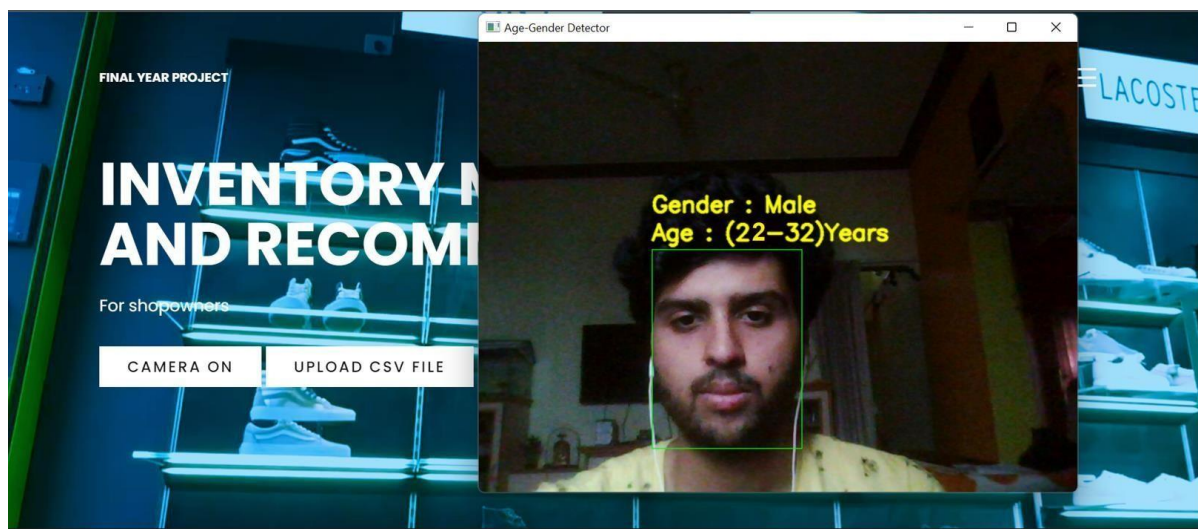 Age-Gender Detector
FINAL YEAR PROJECT
LACOSTE
INVENTORY
AND RECOM
Gender : Male
Age : (22-32)Years
For shopowners
CAMERA ON
UPLOAD CSV FILE